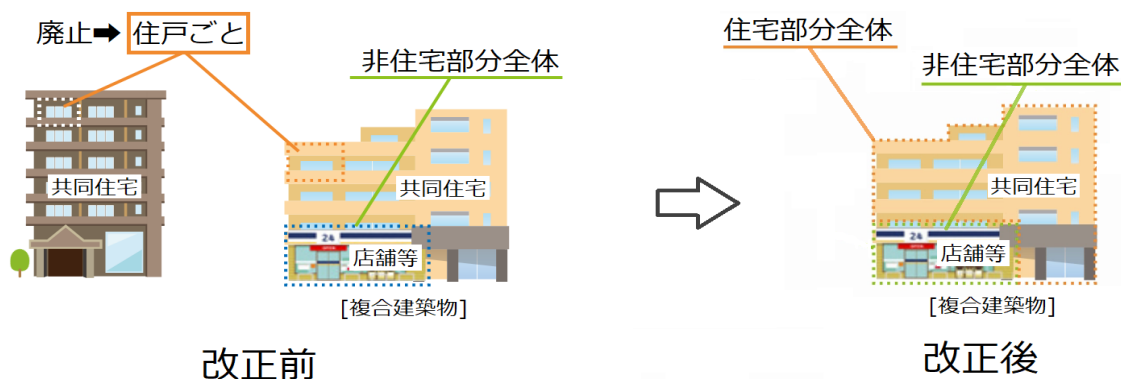 廃止➡ 住戸ごと
非住宅部分全体
共同住宅
共同住宅
24
店舗等
[複合建築物]
改正前
住宅部分全体
非住宅部分全体
共同住宅
24
店舗等
[複合建築物]
改正後